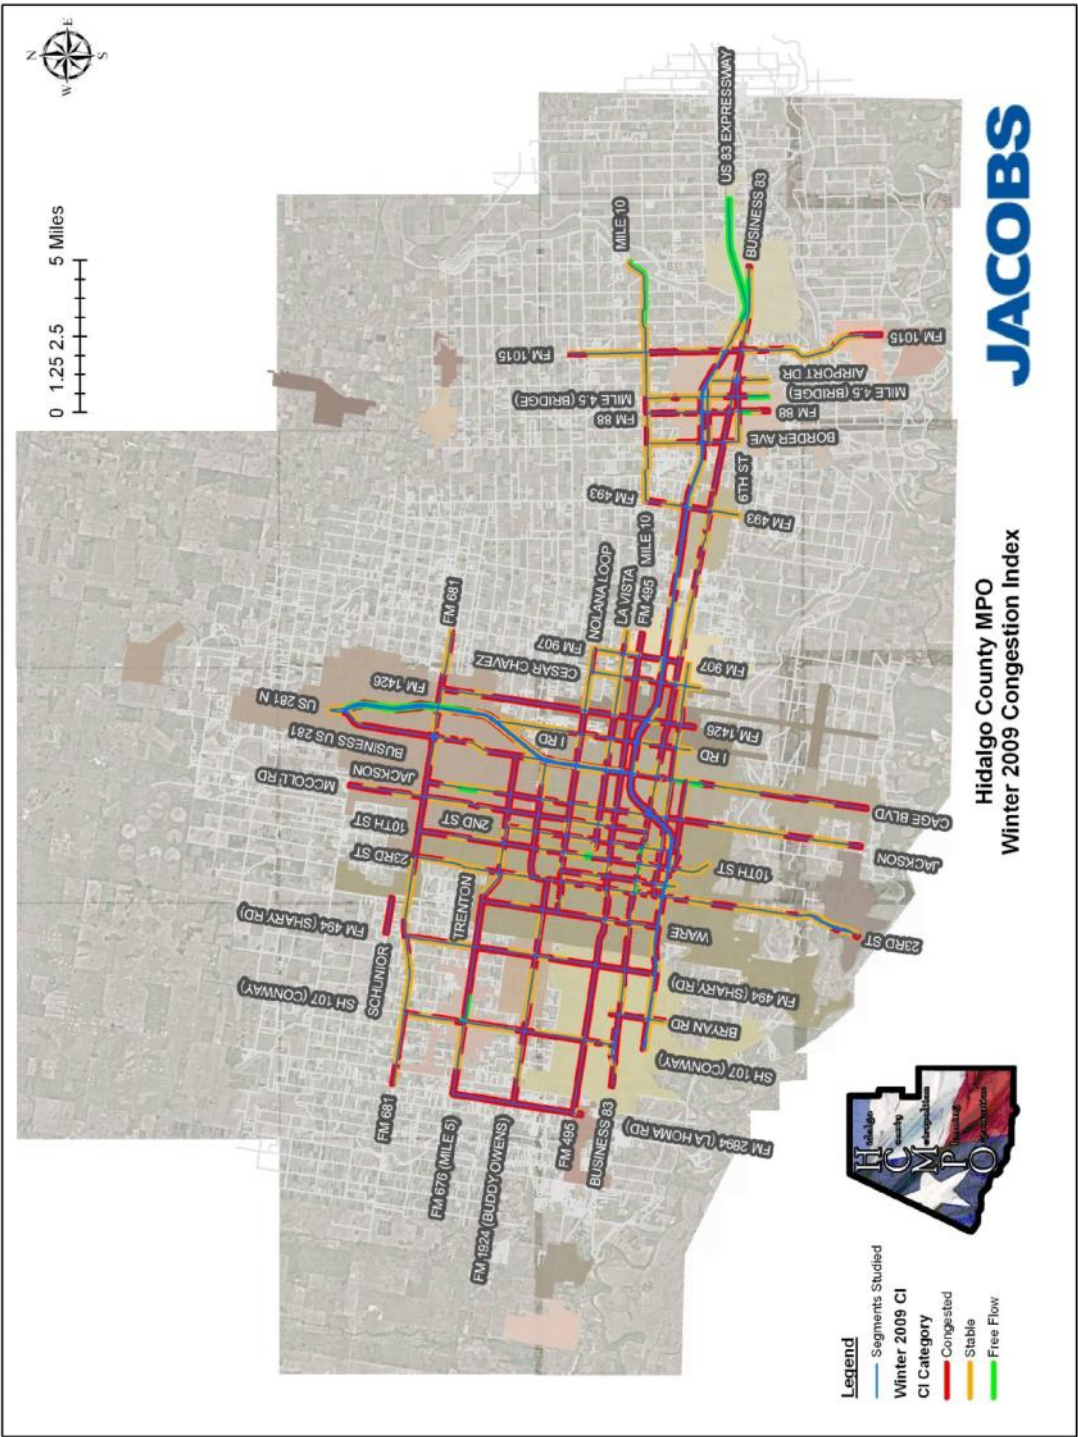 N
E
S
W
0 1.25 2.5 5 Miles
US 83 EXPRESSWAY
BUSINESS 83
MILE 10
FM 1015
FM 1015
AIRPORT DR
MILE 4.5 (BRIDGE)
MILE 4.5 (BRIDGE)
FM 88
FM 88
BORDER AVE
6TH ST
FM 493
FM 493
MILE 10
FM 495
LA VISTA
NOLANA LOOP
FM 907
FM 907
CESAR CHAVEZ
FM 681
FM 1426
FM 1426
US 281 N
I RD
I RD
BUSINESS US 281
JACKSON
MCCOLL RD
2ND ST
10TH ST
23RD ST
CAGE BLVD
JACKSON
10TH ST
23RD ST
TRENTON
WARE
FM 494 (SHARY RD)
FM 494 (SHARY RD)
SCHUNIOR
SH 107 (CONWAY)
BRYAN RD
SH 107 (CONWAY)
FM 681
FM 676 (MILE 5)
FM 1924 (BUDDY OWENS)
FM 495
BUSINESS 83
FM 2894 (LA HOMA RD)
JACOBS
Hidalgo County MPO
Winter 2009 Congestion Index
Hidalgo
County
Metropolitan
Planning
Organization
Legend
Segments Studied
Winter 2009 CI
CI Category
Congested
Stable
Free Flow